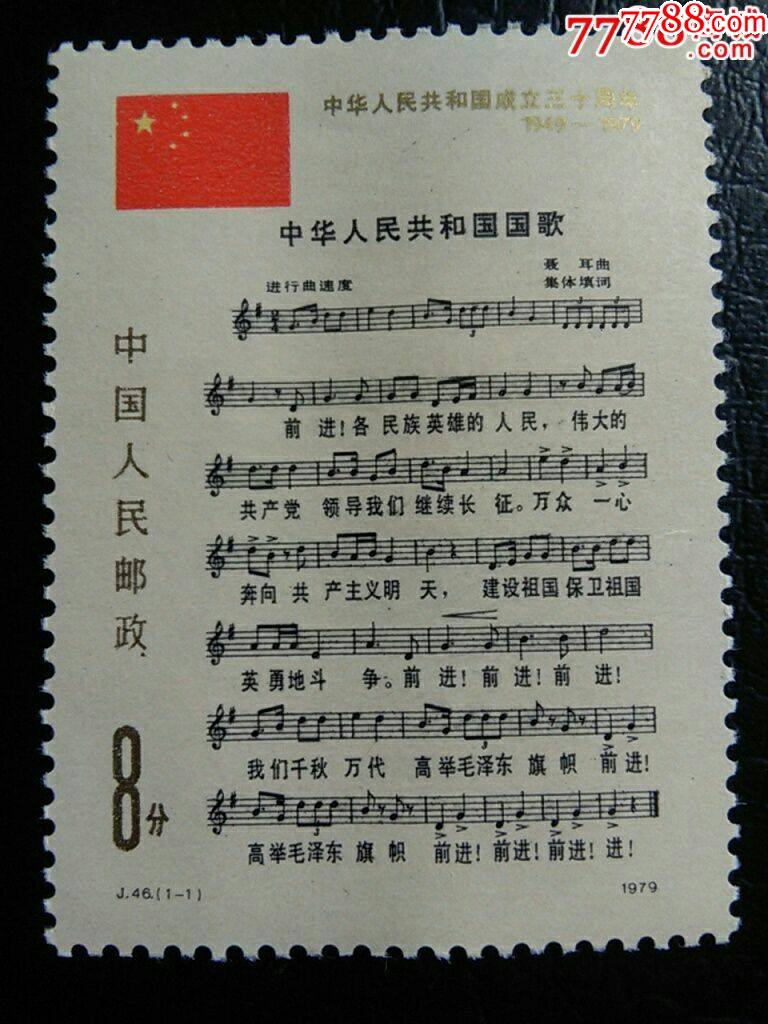 中华人民共和国成立三十周年
1949—1979
中华人民共和国国歌
聂 耳曲
进行曲速度 集体填词
中国人民邮政
前 进!各 民族英雄的 人 民, 伟大的
共产党 领导我们 继续长 征。万众 一心
奔向 共 产主义明 天, 建设祖国 保卫祖国
英 勇地斗 争。前 进! 前 进! 前 进!
我们千秋 万代 高举毛泽东 旗 帜 前进!
高举毛泽东 旗 帜 前进! 前进! 前进! 进!
8分
J.46.(1-1)
1979